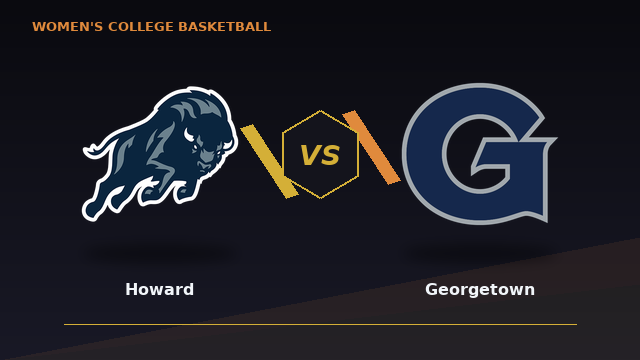 WOMEN'S COLLEGE BASKETBALL
VS
G
Howard
Georgetown